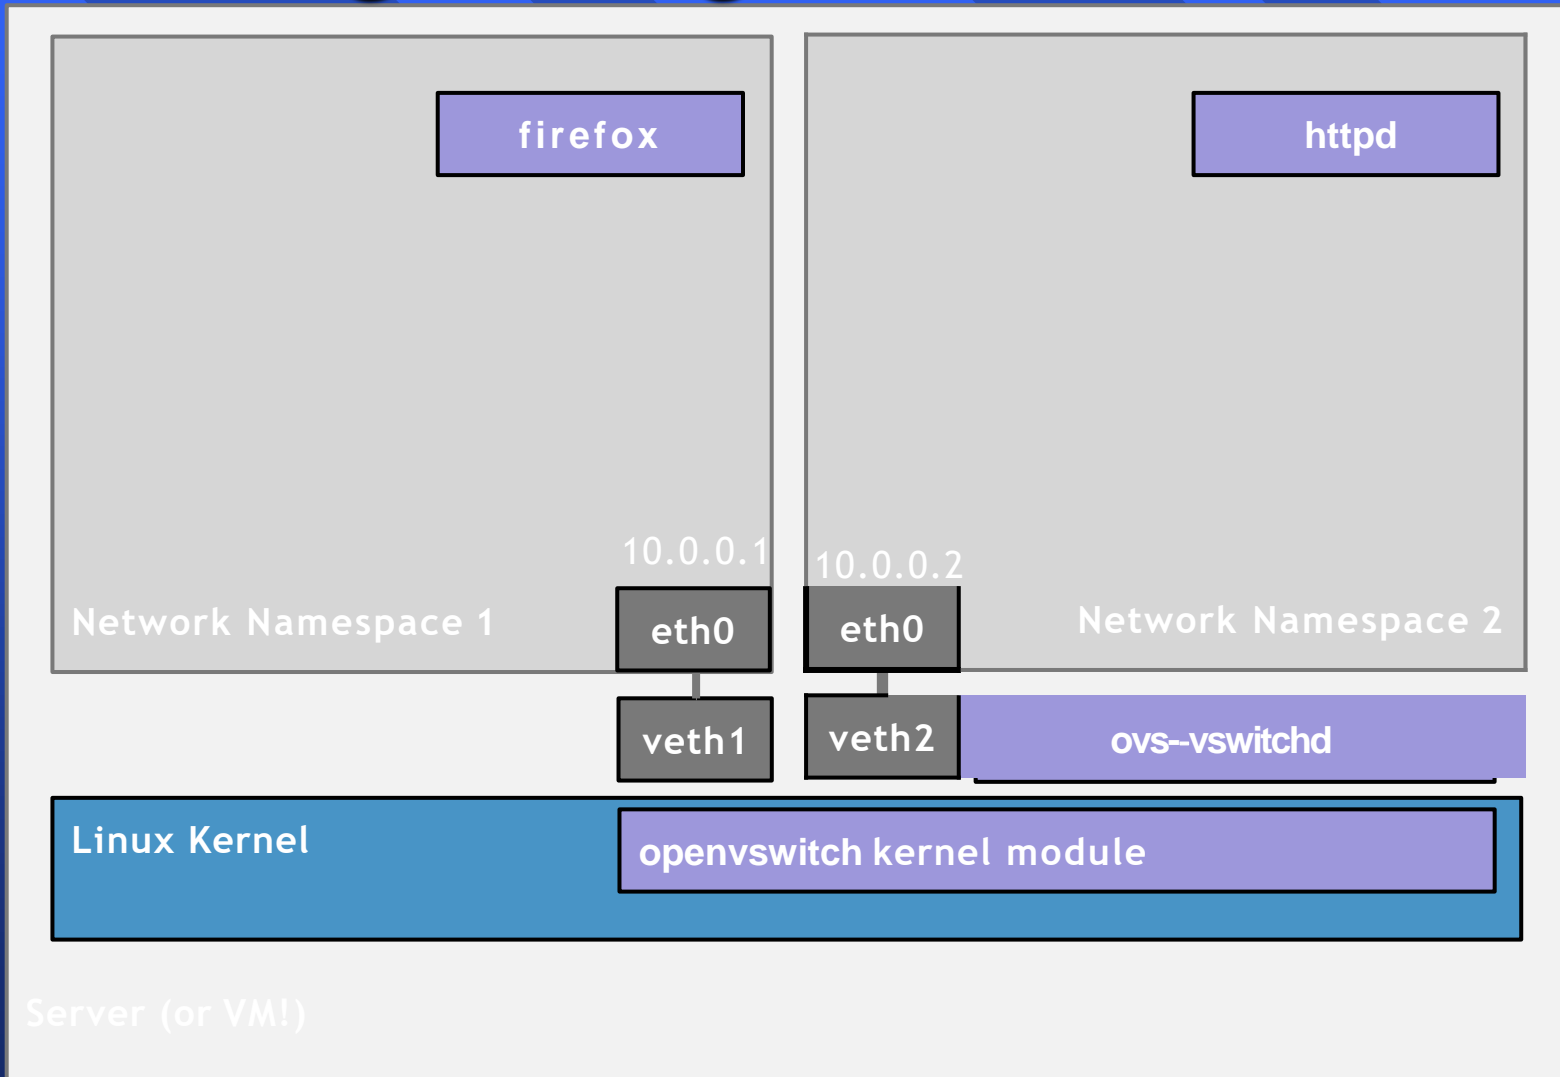 firefox
httpd
10.0.0.1
10.0.0.2
Network Namespace 1
eth0
eth0
Network Namespace 2
veth1
veth2
ovs--vswitchd
Linux Kernel
openvswitch kernel module
Server (or VM!)